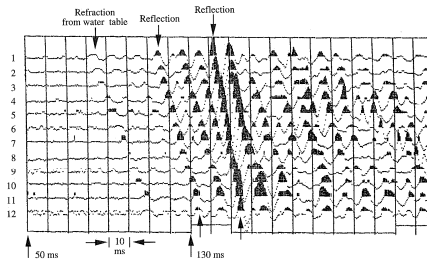 Refraction
from water table
Reflection
Reflection
1
2
3
4
5
6
7
8
9
10
11
12
50 ms
10
ms
130 ms